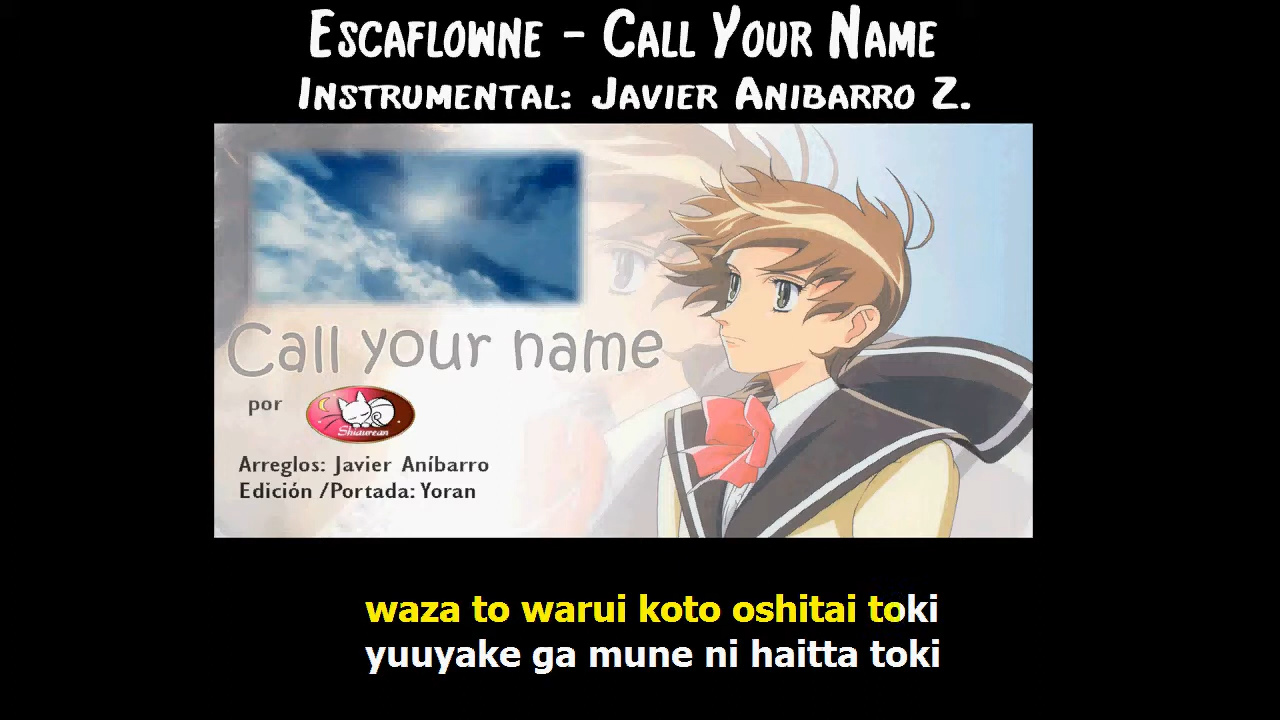 Escaflowne - Call Your Name
Instrumental: Javier Anibarro Z.
Call your name
por
Shiaurean
Arreglos: Javier Aníbarro
Edición /Portada: Yoran
waza to warui koto oshitai toki
yuuyake ga mune ni haitta toki